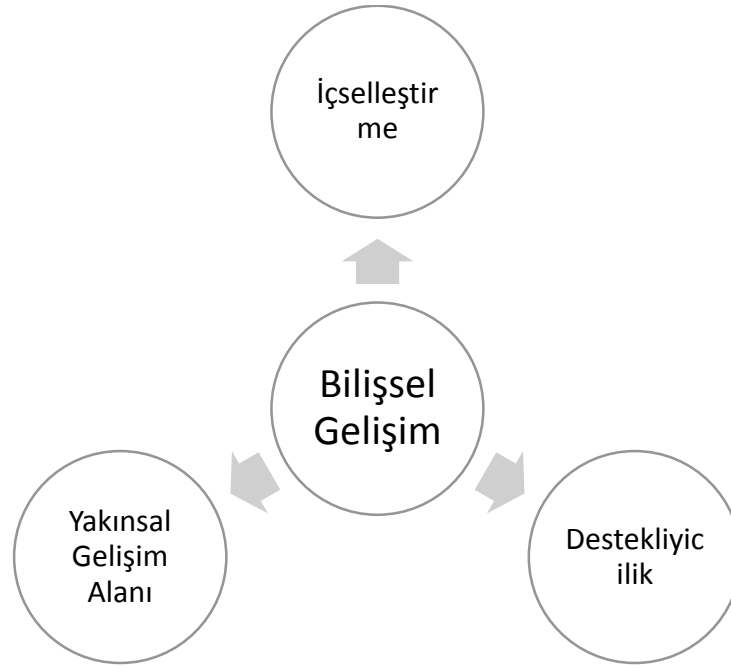 İçselleştir
me
Bilişsel
Gelişim
Yakınsal
Gelişim
Alanı
Destekliyic
ilik